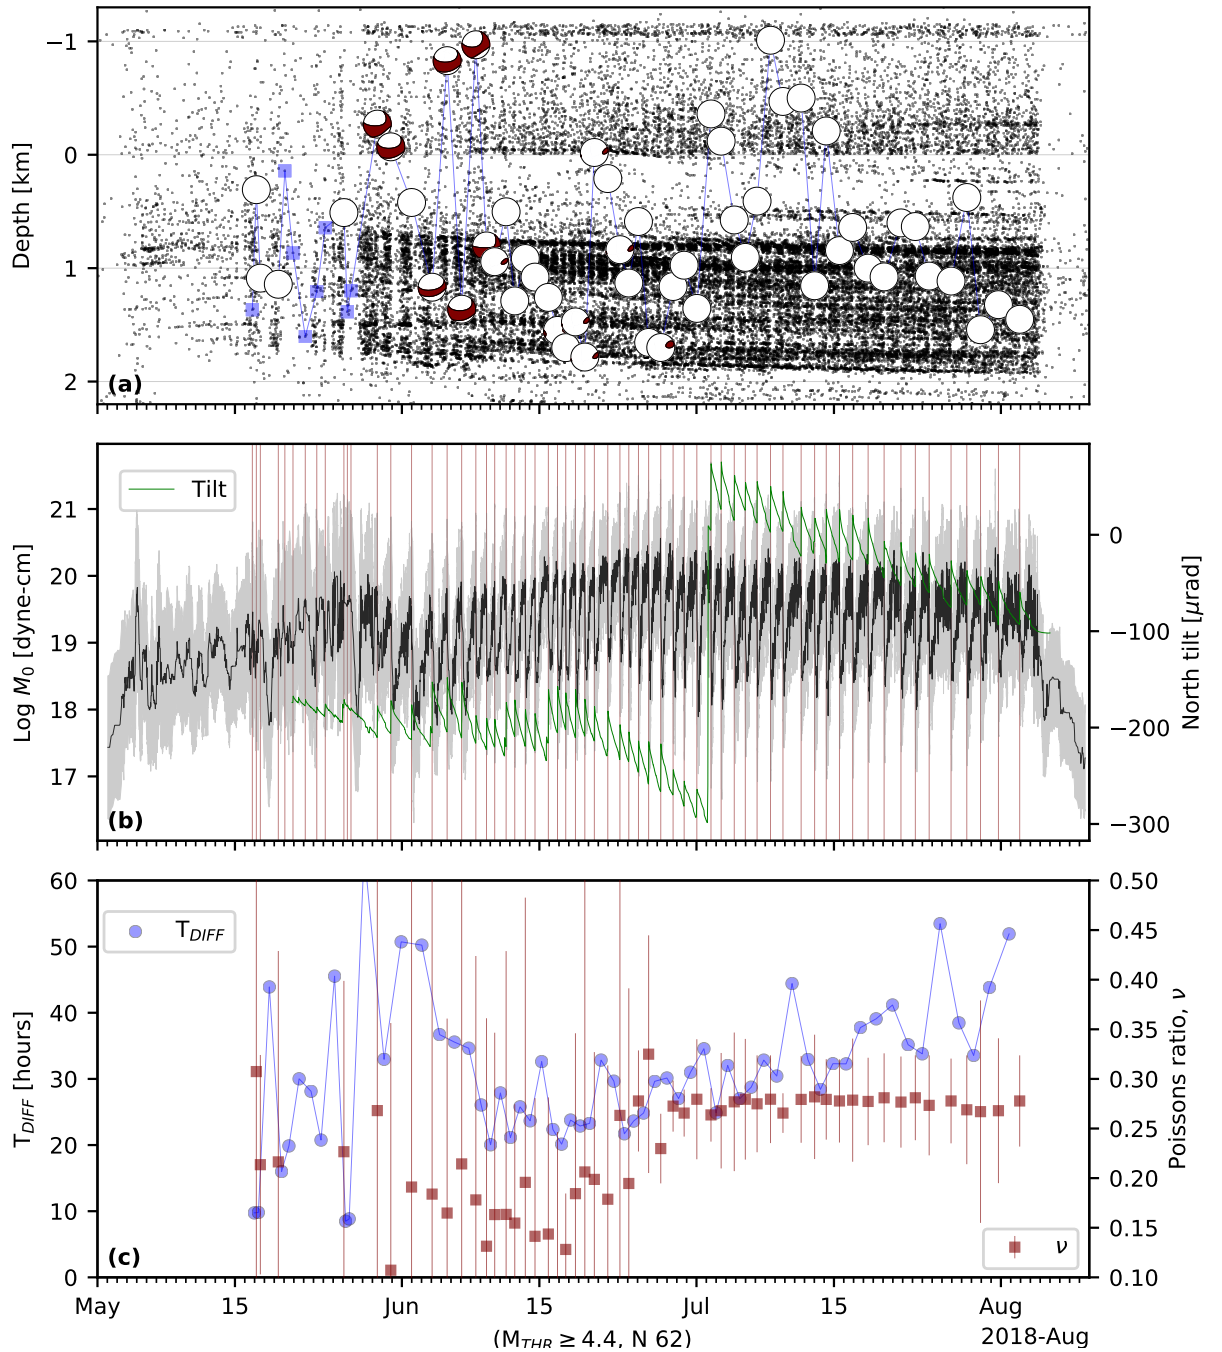 −1
0
1
2
Depth [km]
(a)
Tilt
21
20
19
18
17
Log M0 [dyne-cm]
0
−100
−200
−300
North tilt [μrad]
(b)
TDIFF
60
50
40
30
20
10
0
TDIFF [hours]
0.50
0.45
0.40
0.35
0.30
0.25
0.20
0.15
0.10
Poissons ratio, ν
(c)
ν
May 15 Jun 15 Jul 15 Aug
(MTHR ≥ 4.4, N 62)
2018-Aug